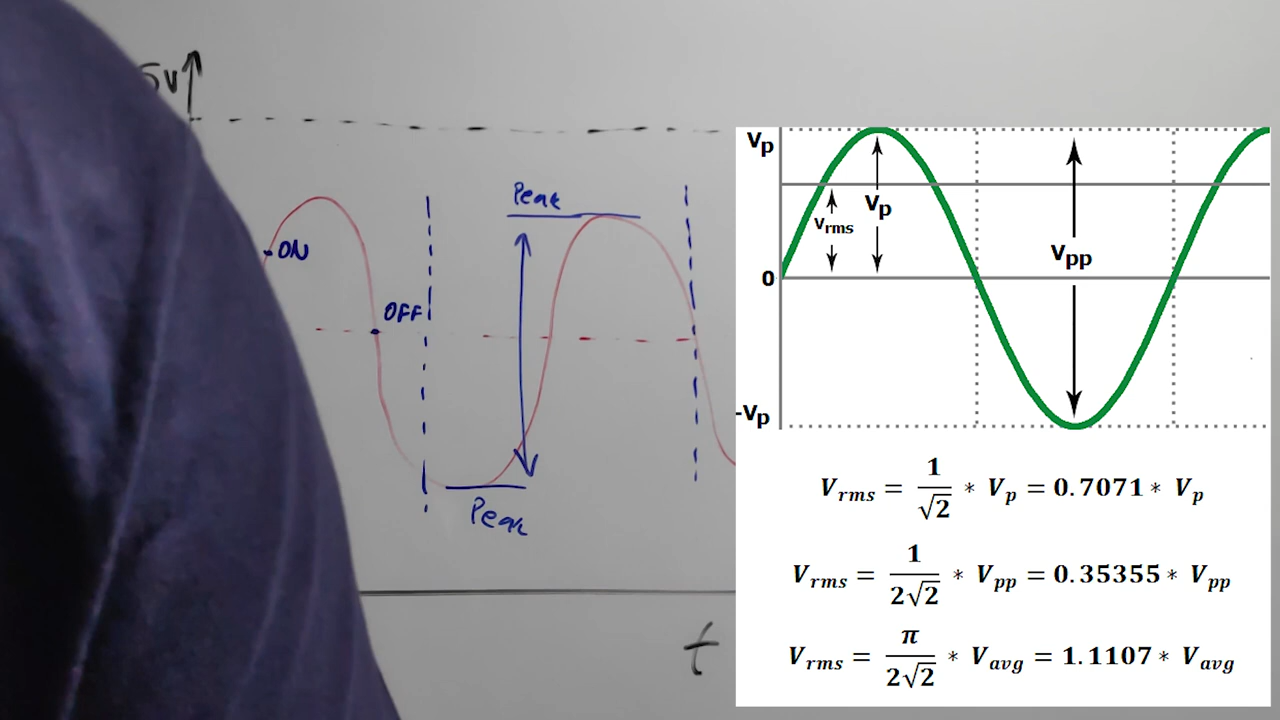 5V
ON
OFF
Peak
Peak
t
Vp
Vrms
Vp
Vpp
0
-Vp
Vrms = 1/√2 * Vp = 0.7071 * Vp
Vrms = 1/2√2 * Vpp = 0.35355 * Vpp
Vrms = π/2√2 * Vavg = 1.1107 * Vavg